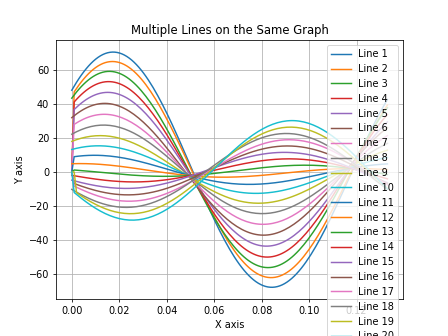 Multiple Lines on the Same Graph
Y axis
60
40
20
0
−20
−40
−60
0.00
0.02
0.04
0.06
0.08
0.10
X axis
Line 1
Line 2
Line 3
Line 4
Line 5
Line 6
Line 7
Line 8
Line 9
Line 10
Line 11
Line 12
Line 13
Line 14
Line 15
Line 16
Line 17
Line 18
Line 19
Line 20